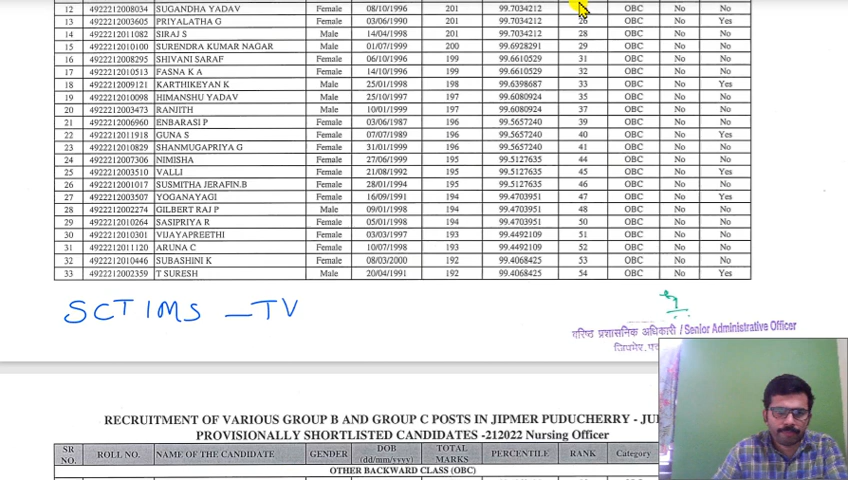 12 4922212008034 SUGANDHA YADAV Female 08/10/1996 201 99.7034212 OBC No No
13 4922212003605 PRIYALATHA G Female 03/06/1990 201 99.7034212 26 OBC No Yes
14 4922212011082 SIRAJ S Male 14/04/1998 201 99.7034212 28 OBC No No
15 4922212010100 SURENDRA KUMAR NAGAR Male 01/07/1999 200 99.6928291 29 OBC No No
16 4922212008295 SHIVANI SARAF Female 06/10/1996 199 99.6610529 31 OBC No No
17 4922212010513 FASNA K A Female 14/10/1996 199 99.6610529 32 OBC No No
18 4922212009121 KARTHIKEYAN K Male 25/01/1998 198 99.6398687 33 OBC No Yes
19 4922212010098 HIMANSHU YADAV Male 25/10/1997 197 99.6080924 35 OBC No No
20 4922212003473 RANJITH Male 10/01/1999 197 99.6080924 37 OBC No No
21 4922212006960 ENBARASI P Female 03/06/1987 196 99.5657240 39 OBC No No
22 4922212011918 GUNA S Female 07/07/1989 196 99.5657240 40 OBC No Yes
23 4922212010829 SHANMUGAPRIYA G Female 31/01/1999 196 99.5657240 41 OBC No No
24 4922212007306 NIMISHA Female 27/06/1999 195 99.5127635 44 OBC No No
25 4922212003510 VALLI Female 21/08/1992 195 99.5127635 45 OBC No Yes
26 4922212001017 SUSMITHA JERAFIN.B Female 28/01/1994 195 99.5127635 46 OBC No No
27 4922212003507 YOGANAYAGI Female 16/09/1991 194 99.4703951 47 OBC No Yes
28 4922212002274 GILBERT RAJ P Male 09/01/1998 194 99.4703951 48 OBC No No
29 4922212010264 SASIPRIYA R Female 05/01/1998 194 99.4703951 50 OBC No No
30 4922212010301 VIJAYAPREETHI Female 03/03/1997 193 99.4492109 51 OBC No No
31 4922212011120 ARUNA C Female 10/07/1998 193 99.4492109 52 OBC No No
32 4922212010446 SUBASHINI K Female 08/03/2000 192 99.4068425 53 OBC No No
33 4922212002359 T SURESH Male 20/04/1991 192 99.4068425 54 OBC No Yes
SCTIMS - TV
वरिष्ठ प्रशासनिक अधिकारी / Senior Administrative Officer
जिपमेर,
RECRUITMENT OF VARIOUS GROUP B AND GROUP C POSTS IN JIPMER PUDUCHERRY -
PROVISIONALLY SHORTLISTED CANDIDATES -212022 Nursing Officer
SR NO. ROLL NO. NAME OF THE CANDIDATE GENDER DOB (dd/mm/yyyy) TOTAL MARKS PERCENTILE RANK Category
OTHER BACKWARD CLASS (OBC)